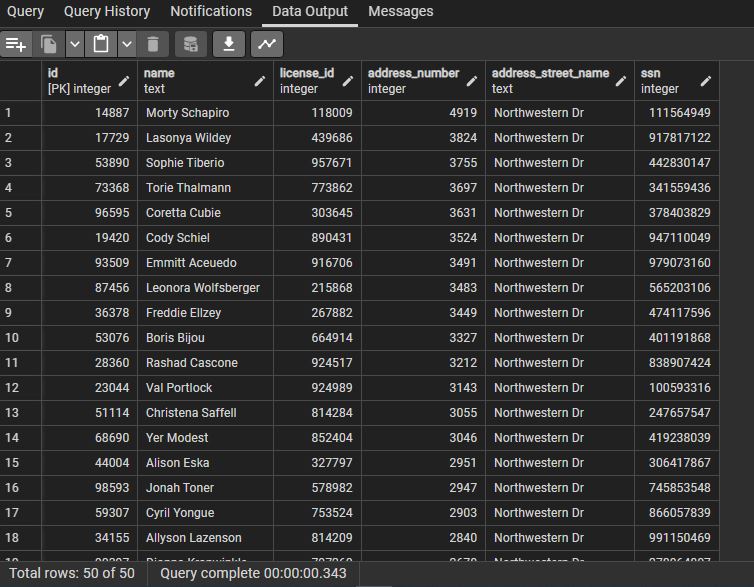 Query Query History Notifications Data Output Messages
id name license_id address_number address_street_name ssn
[PK] integer text integer integer text integer
1 14887 Morty Schapiro 118009 4919 Northwestern Dr 111564949
2 17729 Lasonya Wildey 439686 3824 Northwestern Dr 917817122
3 53890 Sophie Tiberio 957671 3755 Northwestern Dr 442830147
4 73368 Torie Thalmann 773862 3697 Northwestern Dr 341559436
5 96595 Coretta Cubie 303645 3631 Northwestern Dr 378403829
6 19420 Cody Schiel 890431 3524 Northwestern Dr 947110049
7 93509 Emmitt Aceuedo 916706 3491 Northwestern Dr 979073160
8 87456 Leonora Wolfsberger 215868 3483 Northwestern Dr 565203106
9 36378 Freddie Ellzey 267882 3449 Northwestern Dr 474117596
10 53076 Boris Bijou 664914 3327 Northwestern Dr 401191868
11 28360 Rashad Cascone 924517 3212 Northwestern Dr 838907424
12 23044 Val Portlock 924989 3143 Northwestern Dr 100593316
13 51114 Christena Saffell 814284 3055 Northwestern Dr 247657547
14 68690 Yer Modest 852404 3046 Northwestern Dr 419238039
15 44004 Alison Eska 327797 2951 Northwestern Dr 306417867
16 98593 Jonah Toner 578982 2947 Northwestern Dr 745853548
17 59307 Cyril Yongue 753524 2903 Northwestern Dr 866057839
18 34155 Allyson Lazenson 814209 2840 Northwestern Dr 991150469
19 Northwestern Dr
Total rows: 50 of 50 Query complete 00:00:00.343